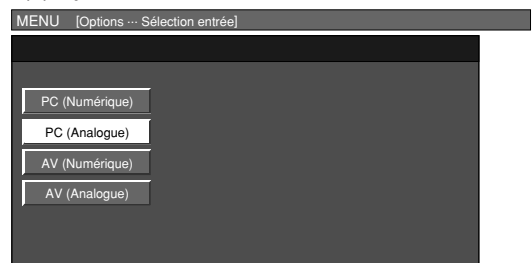 MENU [Options ··· Sélection entrée]
PC (Numérique)
PC (Analogue)
AV (Numérique)
AV (Analogue)